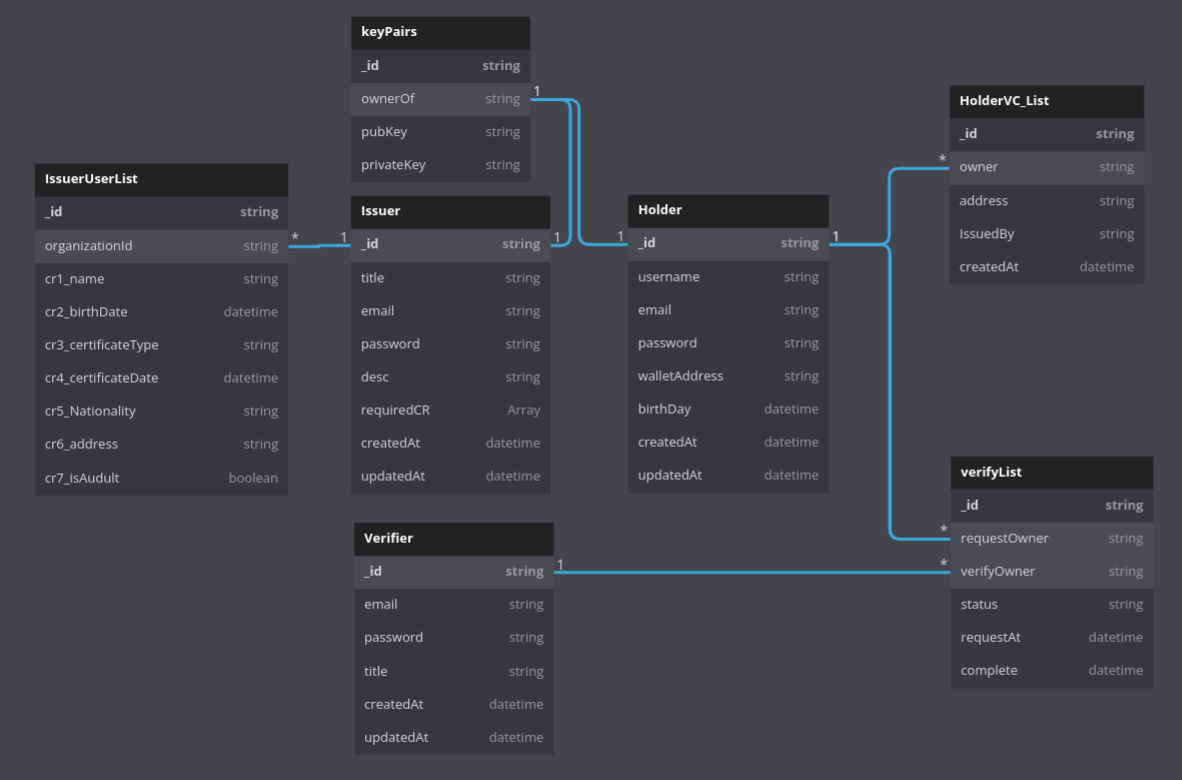 keyPairs
_id string
ownerOf string
pubKey string
privateKey string
1
IssuerUserList
_id string
organizationId string
cr1_name string
cr2_birthDate datetime
cr3_certificateType string
cr4_certificateDate datetime
cr5_Nationality string
cr6_address string
cr7_isAudult boolean
*
1
Issuer
_id string
title string
email string
password string
desc string
requiredCR Array
createdAt datetime
updatedAt datetime
1
1
Holder
_id string
username string
email string
password string
walletAddress string
birthDay datetime
createdAt datetime
updatedAt datetime
1
*
HolderVC_List
_id string
owner string
address string
IssuedBy string
createdAt datetime
Verifier
_id string
email string
password string
title string
createdAt datetime
updatedAt datetime
1
*
*
verifyList
_id string
requestOwner string
verifyOwner string
status string
requestAt datetime
complete datetime